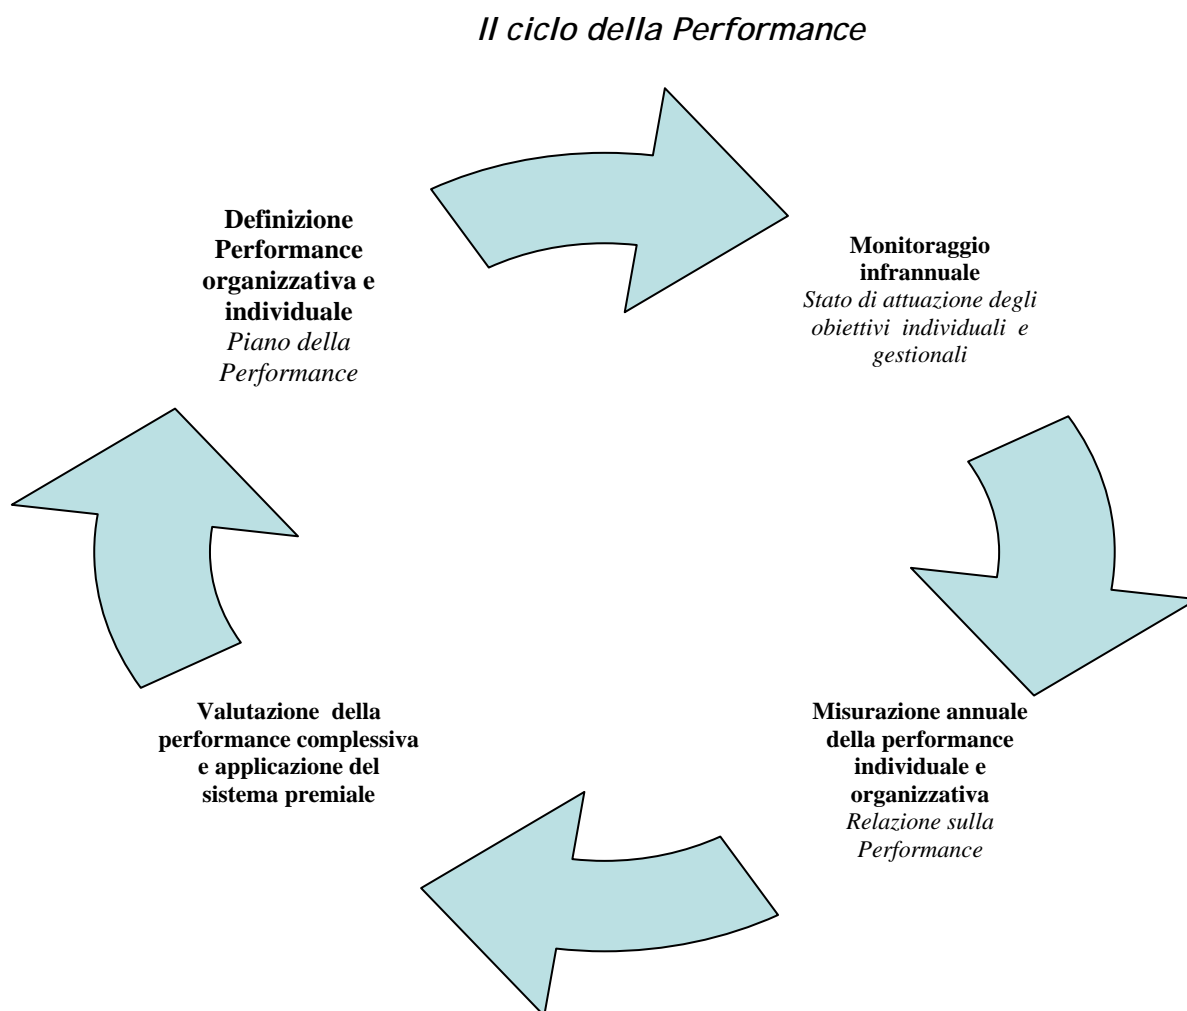 Il ciclo della Performance
Definizione
Performance
organizzativa e
individuale
Piano della
Performance
Monitoraggio
infrannuale
Stato di attuazione degli
obiettivi individuali e
gestionali
Misurazione annuale
della performance
individuale e
organizzativa
Relazione sulla
Performance
Valutazione della
performance complessiva
e applicazione del
sistema premiale